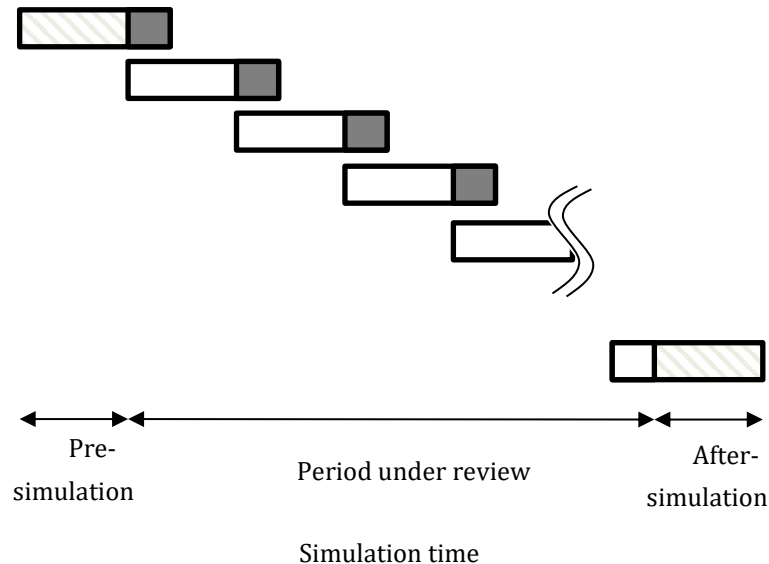 Pre-
simulation
Period under review
After-
simulation
Simulation time